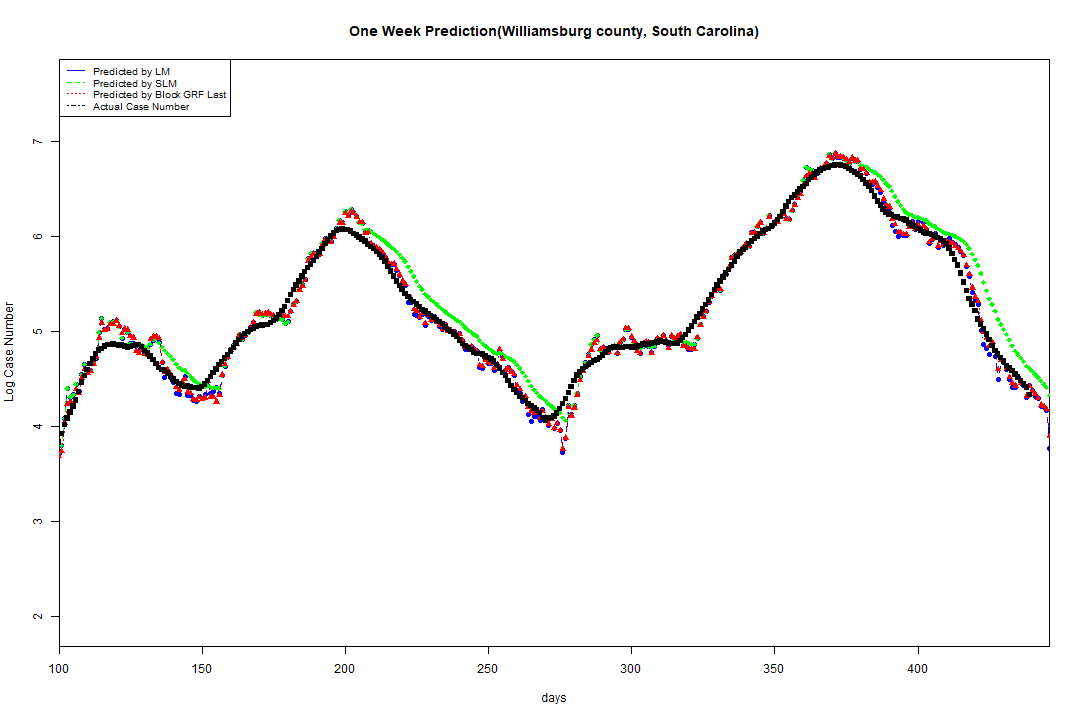 One Week Prediction(Williamsburg county, South Carolina)
Predicted by LM
Predicted by SLM
Predicted by Block GRF Last
Actual Case Number
Log Case Number
7
6
5
4
3
2
100 150 200 250 300 350 400
days